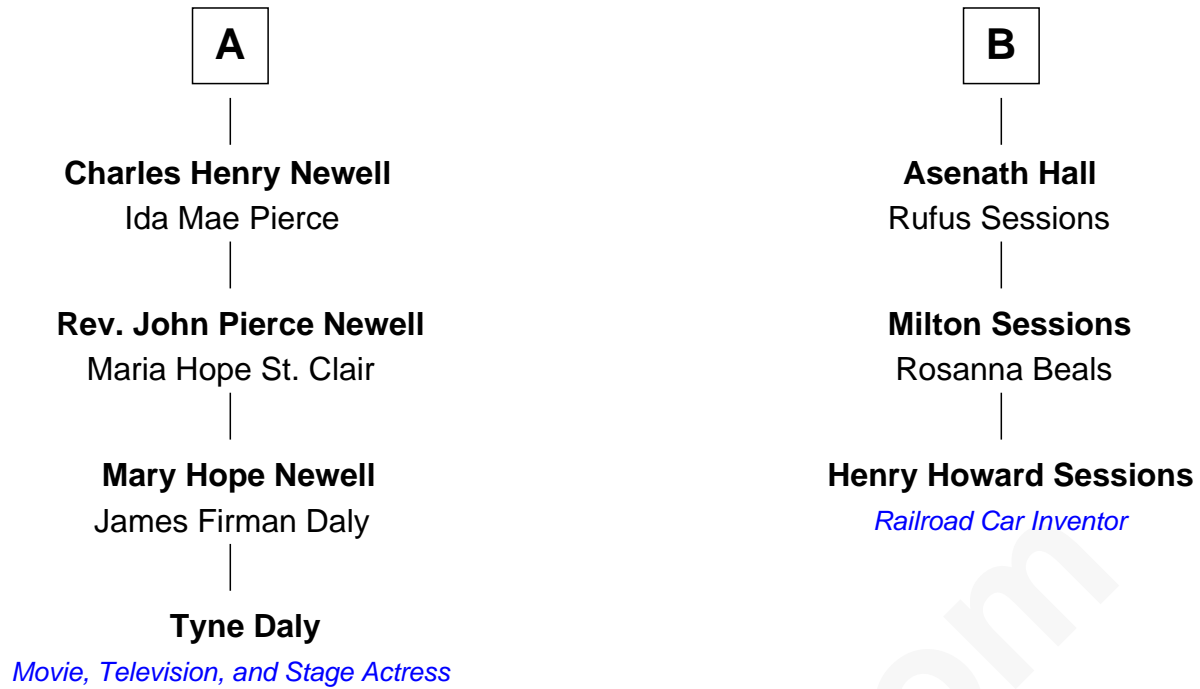 A
Charles Henry Newell
Ida Mae Pierce
Rev. John Pierce Newell
Maria Hope St. Clair
Mary Hope Newell
James Firman Daly
Tyne Daly
Movie, Television, and Stage Actress
B
Asenath Hall
Rufus Sessions
Milton Sessions
Rosanna Beals
Henry Howard Sessions
Railroad Car Inventor
om